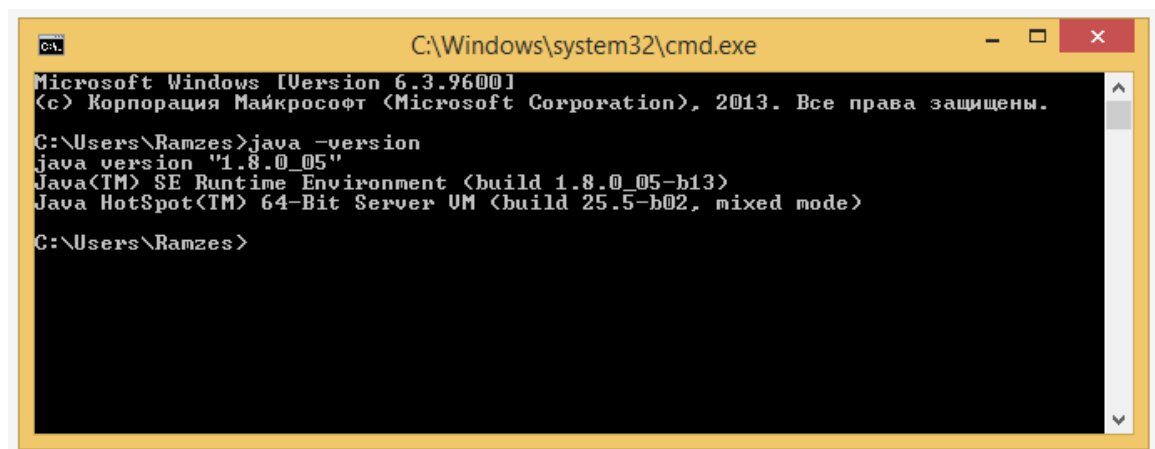 C:\Windows\system32\cmd.exe
Microsoft Windows [Version 6.3.9600]
(c) Корпорация Майкрософт (Microsoft Corporation), 2013. Все права защищены.
C:\Users\Ramzes>java -version
java version "1.8.0_05"
Java(TM) SE Runtime Environment (build 1.8.0_05-b13)
Java HotSpot(TM) 64-Bit Server VM (build 25.5-b02, mixed mode)
C:\Users\Ramzes>